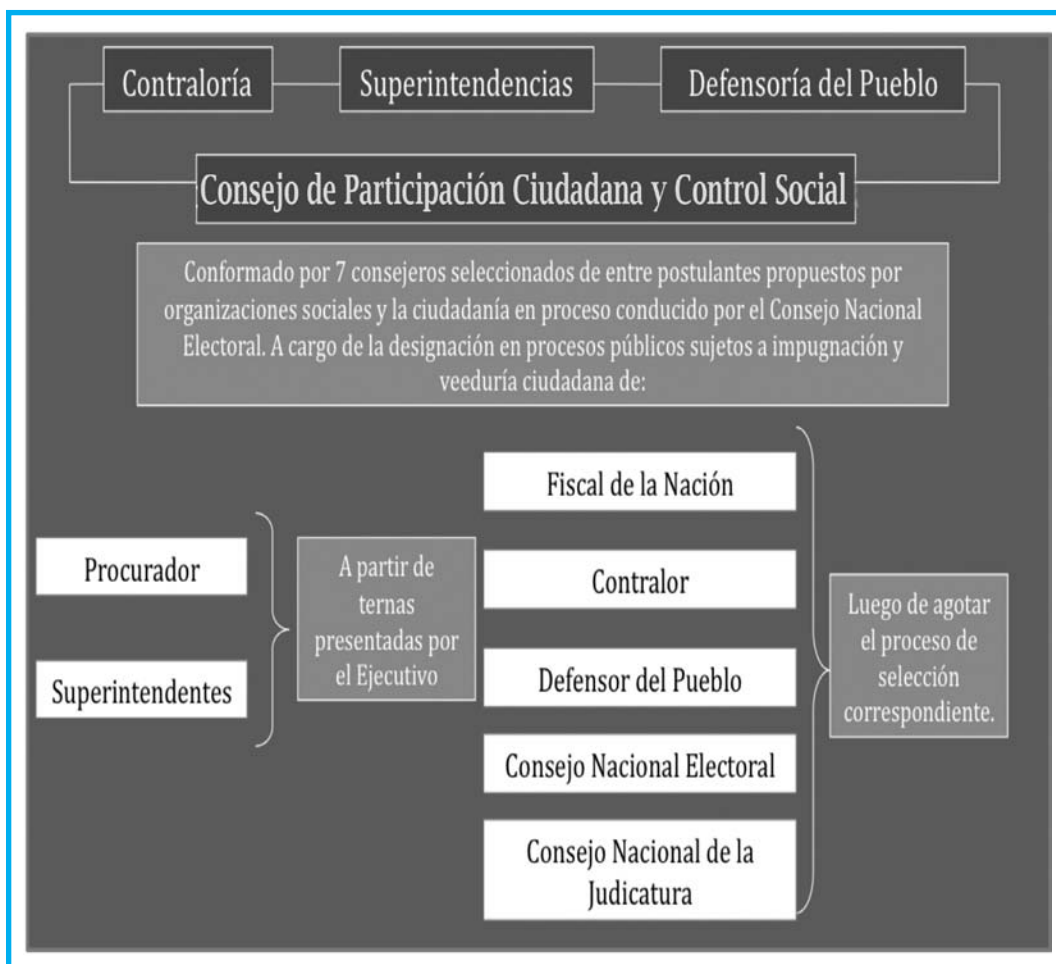 Contraloría
Superintendencias
Defensoría del Pueblo
Consejo de Participación Ciudadana y Control Social
Conformado por 7 consejeros seleccionados de entre postulantes propuestos por
organizaciones sociales y la ciudadanía en proceso conducido por el Consejo Nacional
Electoral. A cargo de la designación en procesos públicos sujetos a impugnación y
veeduría ciudadana de:
Procurador
Superintendentes
A partir de
ternas
presentadas por
el Ejecutivo
Fiscal de la Nación
Contralor
Defensor del Pueblo
Consejo Nacional Electoral
Consejo Nacional de la
Judicatura
Luego de agotar
el proceso de
selección
correspondiente.